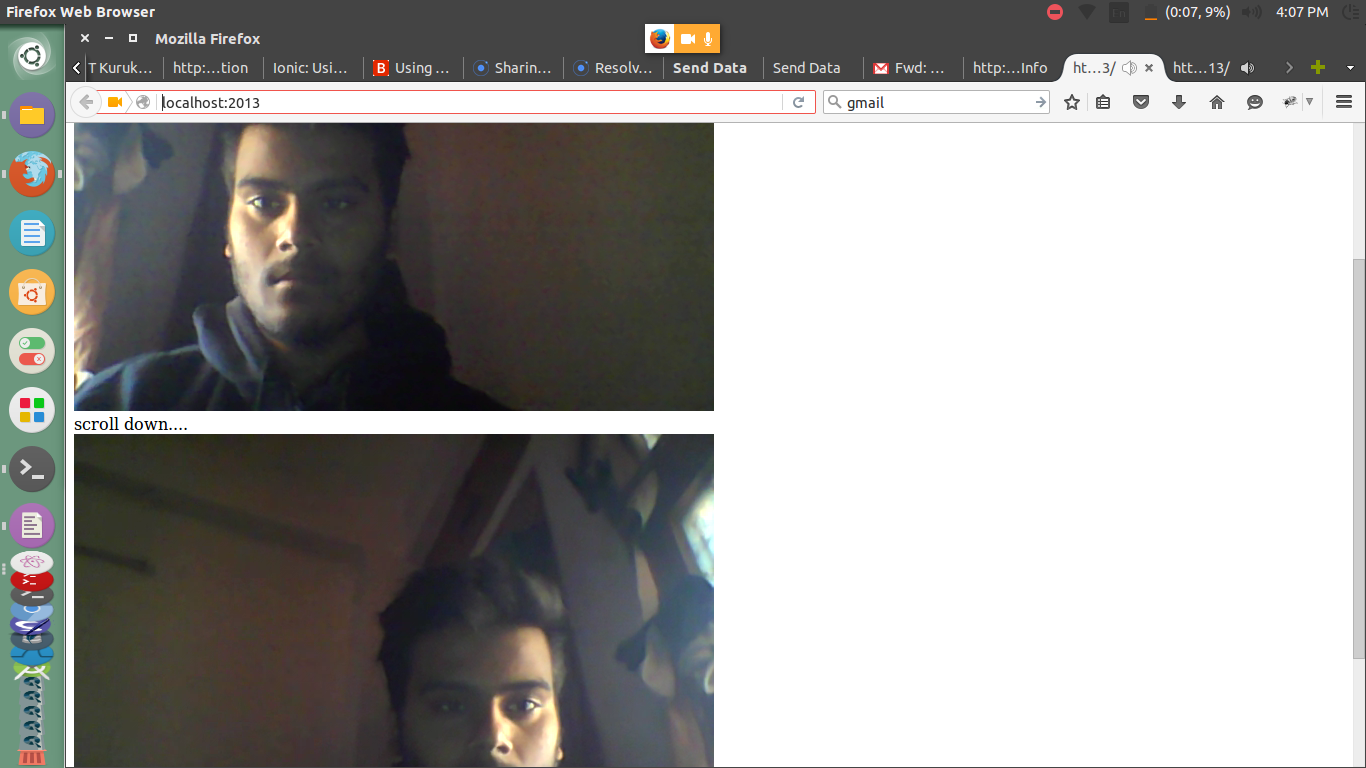 Firefox Web Browser
En (0:07, 9%) 4:07 PM
Mozilla Firefox
T Kuruk... http:...tion Ionic: Usi... B Using ... Sharin... Resolv... Send Data Send Data Fwd: ... http:...Info ht...3/ htt...13/
localhost:2013
gmail
scroll down....